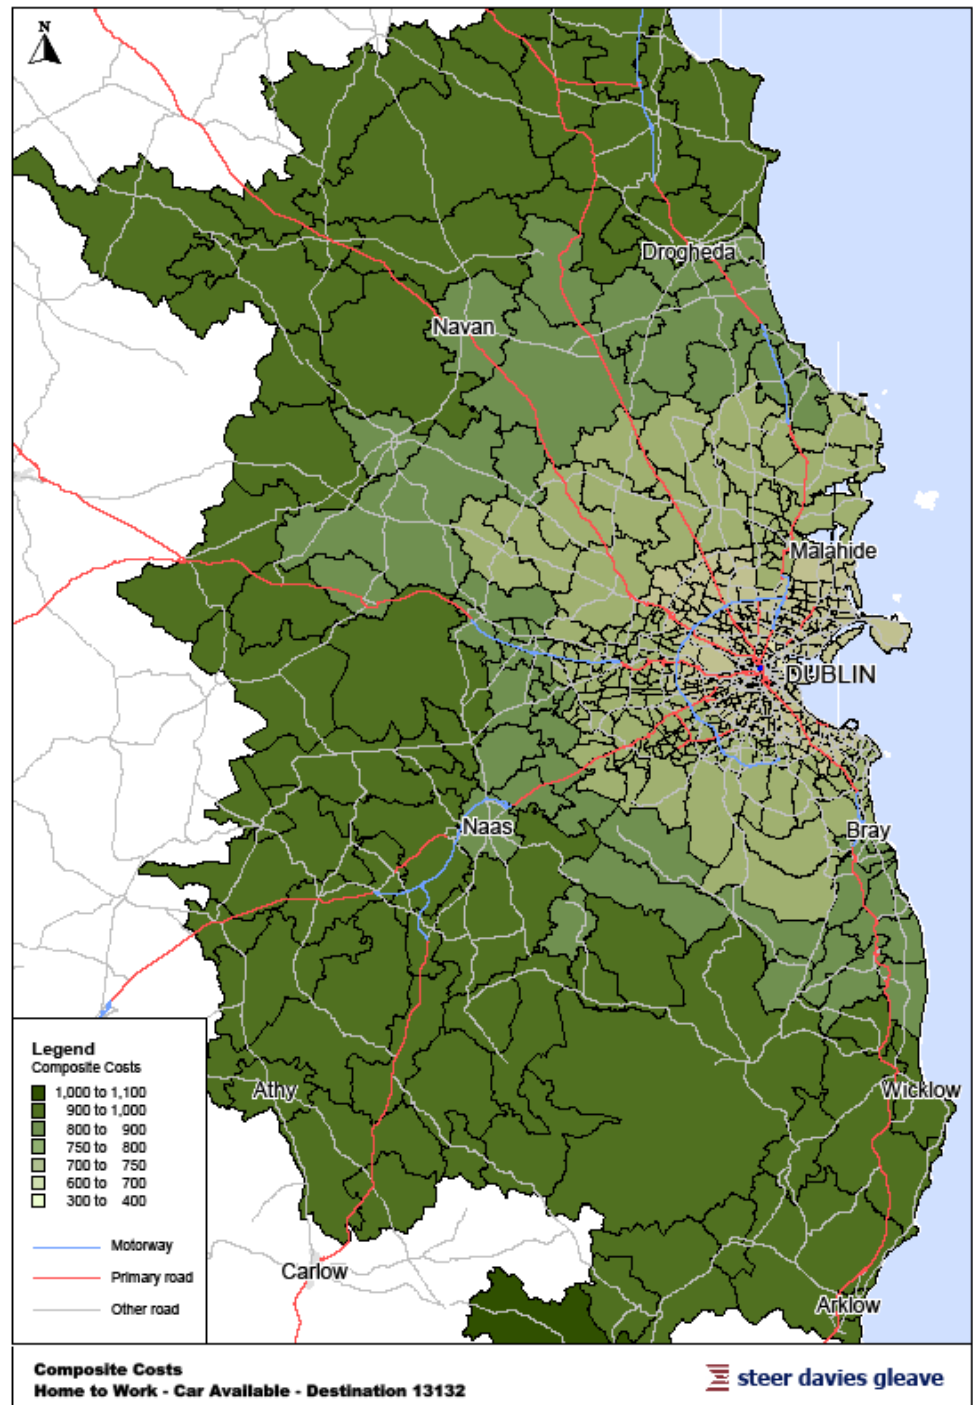 N
Drogheda
Navan
Malahide
DUBLIN
Naas
Bray
Athy
Wicklow
Carlow
Arklow
Legend
Composite Costs
1,000 to 1,100
900 to 1,000
800 to 900
750 to 800
700 to 750
600 to 700
300 to 400
Motorway
Primary road
Other road
Composite Costs
Home to Work - Car Available - Destination 13132
steer davies gleave